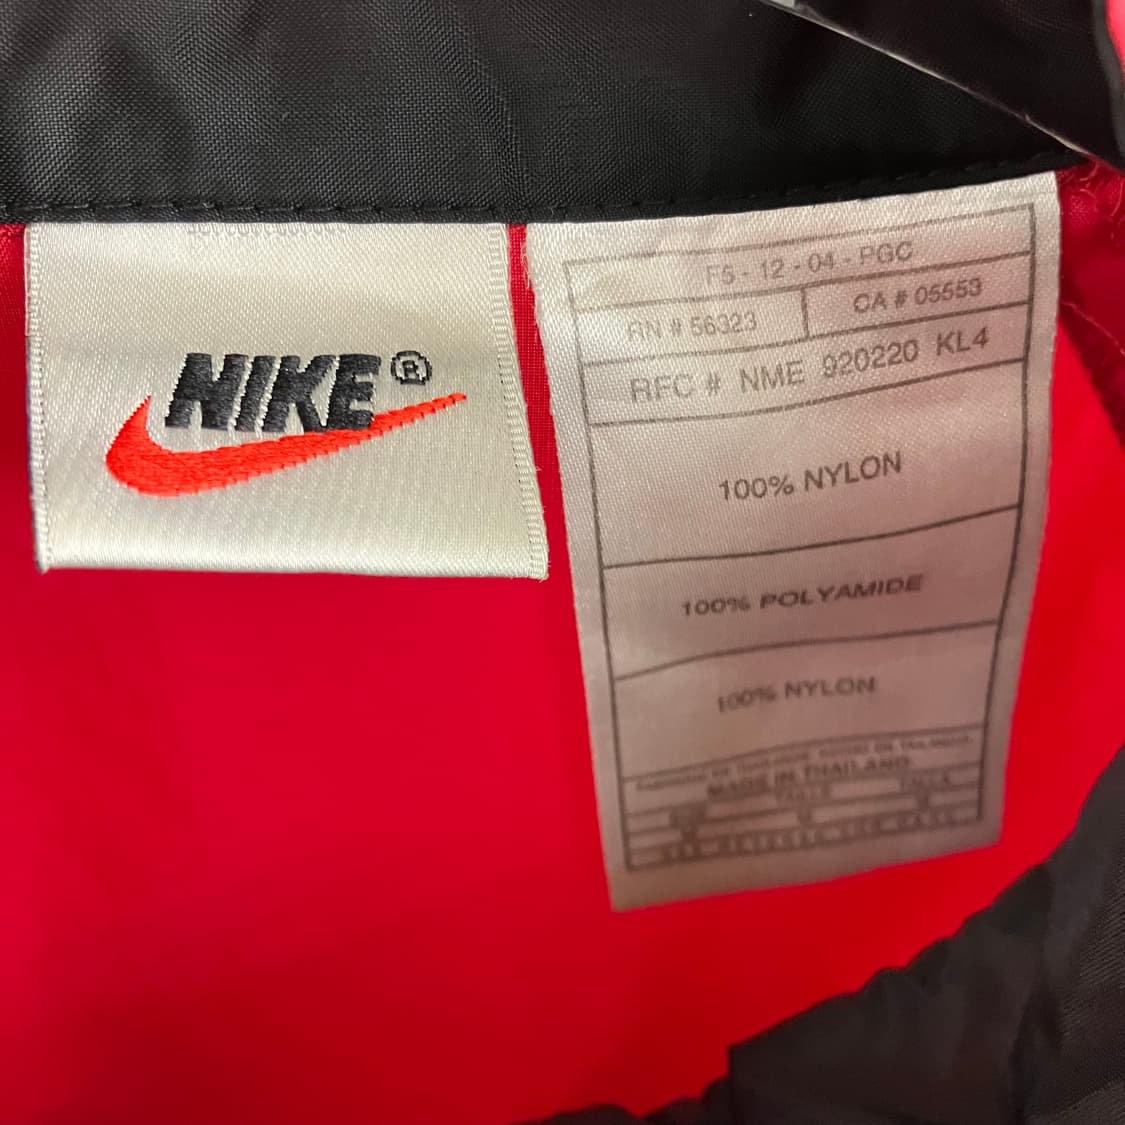 NIKE®
FS - 12 - 04 - PGC
RN # 56323
CA # 05553
RFC # NME 920220 KL4
100% NYLON
100% POLYAMIDE
100% NYLON
MADE IN THAILAND